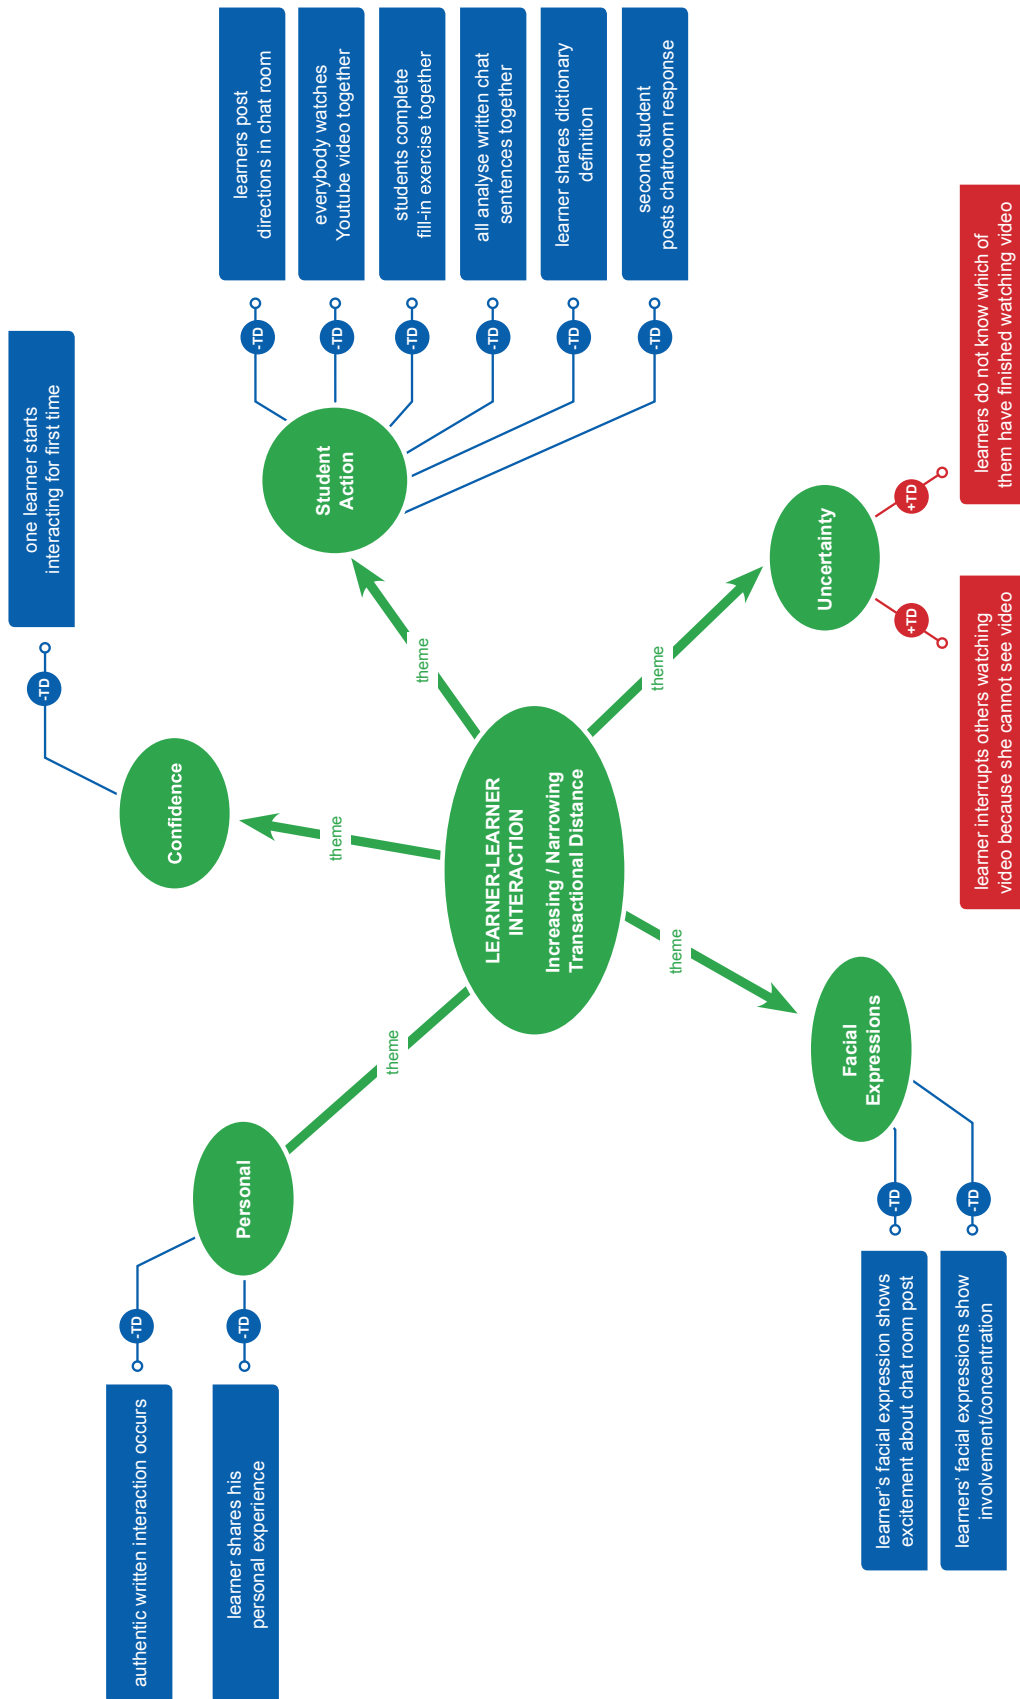 authentic written interaction occurs
-TD
learner shares his
personal experience
-TD
Personal
theme
one learner starts
interacting for first time
-TD
Confidence
theme
learners post
directions in chat room
-TD
everybody watches
Youtube video together
-TD
students complete
fill-in exercise together
-TD
all analyse written chat
sentences together
-TD
learner shares dictionary
definition
-TD
second student
posts chatroom response
-TD
Student
Action
theme
LEARNER-LEARNER
INTERACTION
Increasing / Narrowing
Transactional Distance
theme
Facial
Expressions
-TD
learner's facial expression shows
excitement about chat room post
-TD
learners' facial expressions show
involvement/concentration
theme
Uncertainty
+TD
learner interrupts others watching
video because she cannot see video
+TD
learners do not know which of
them have finished watching video